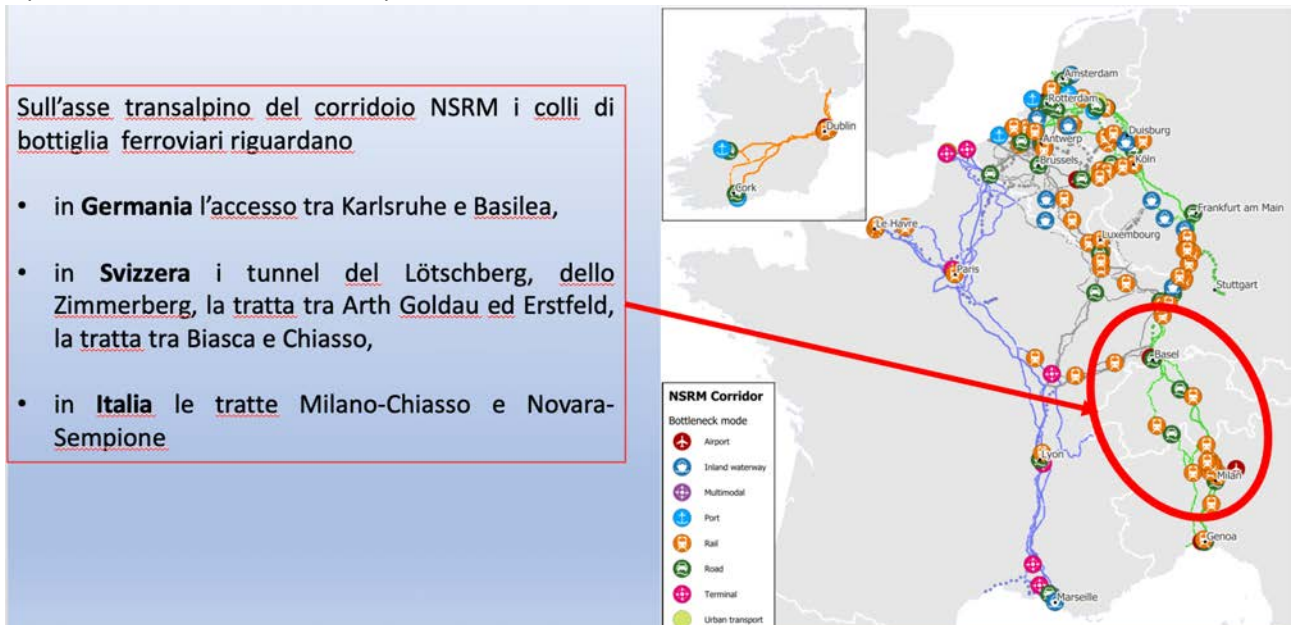 Sull'asse transalpino del corridoio NSRM i colli di
bottiglia ferroviari riguardano
• in Germania l'accesso tra Karlsruhe e Basilea,
• in Svizzera i tunnel del Lötschberg, dello
Zimmerberg, la tratta tra Arth Goldau ed Erstfeld,
la tratta tra Biasca e Chiasso,
• in Italia le tratte Milano-Chiasso e Novara-
Sempione
Dublin
Cork
Amsterdam
Rotterdam
Duisburg
Antwerp
Brussels
Köln
Frankfurt am Main
Le Havre
Luxembourg
Paris
Stuttgart
Basel
Lyon
Milan
Genoa
Marseille
NSRM Corridor
Bottleneck mode
Airport
Inland waterway
Multimodal
Port
Rail
Road
Terminal
Urban transport